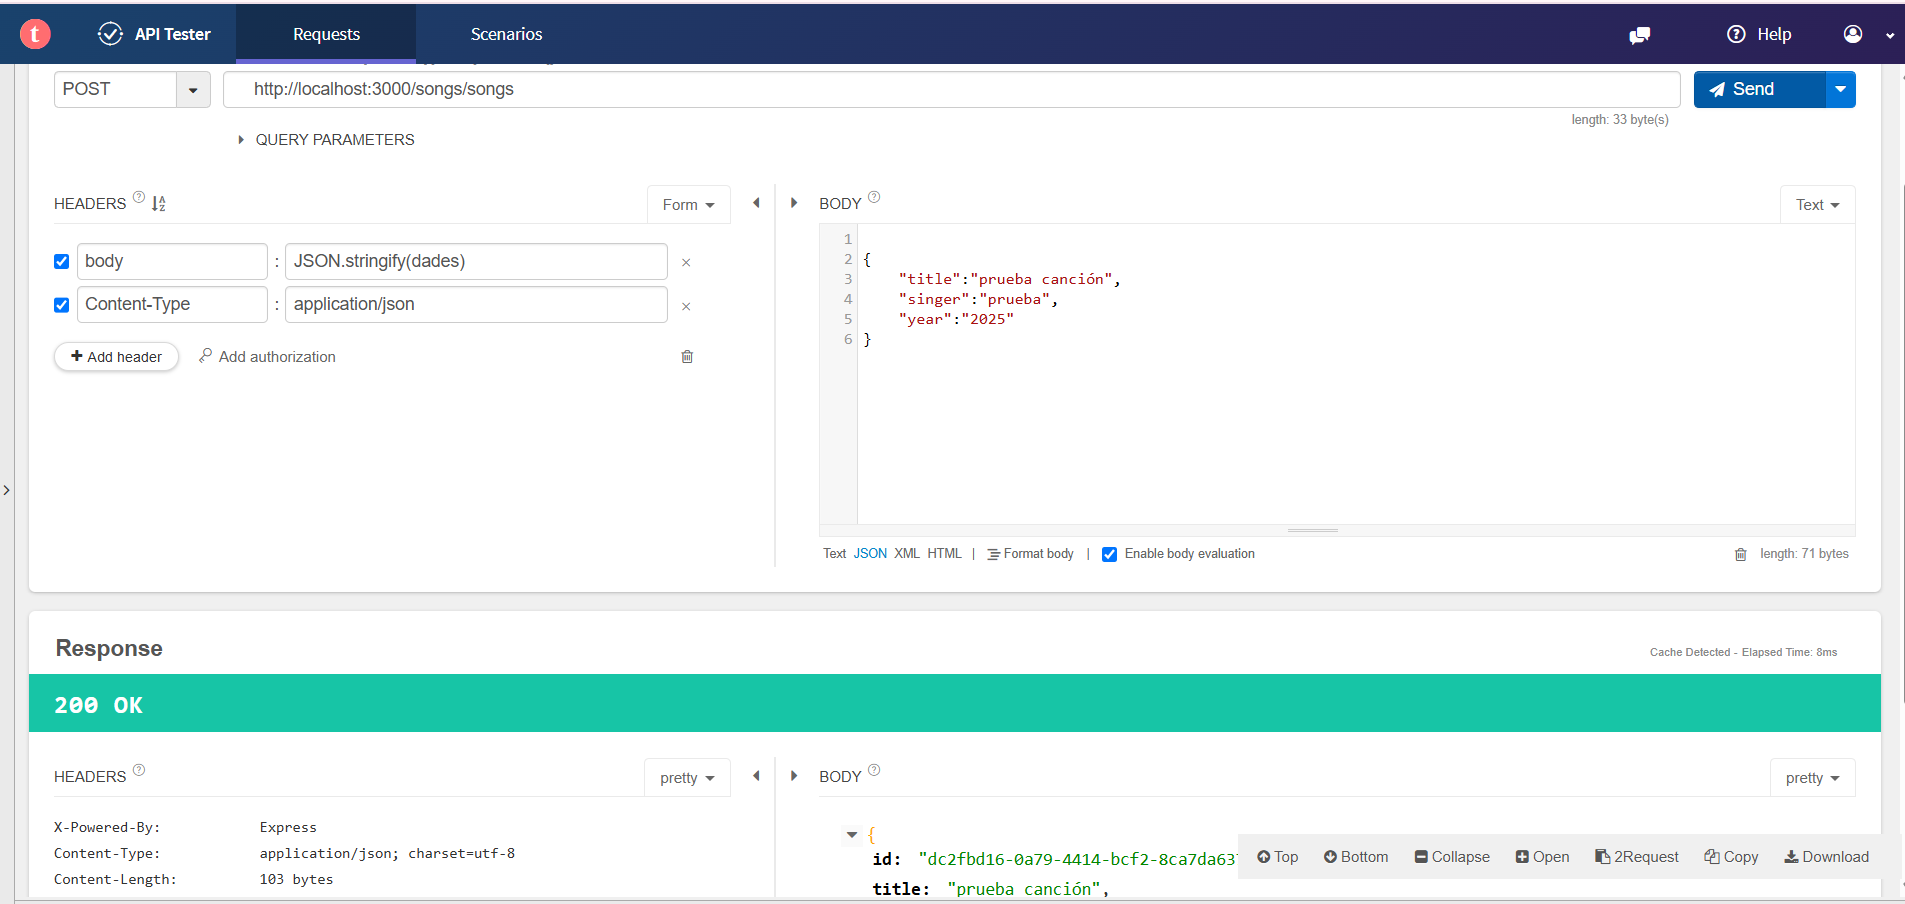 t API Tester Requests Scenarios Help
POST http://localhost:3000/songs/songs Send
length: 33 byte(s)
QUERY PARAMETERS
HEADERS ? Form BODY ? Text
body : JSON.stringify(dades) ×
Content-Type : application/json ×
+ Add header Add authorization
1
2 {
3 "title":"prueba canción",
4 "singer":"prueba",
5 "year":"2025"
6 }
Text JSON XML HTML | Format body | Enable body evaluation length: 71 bytes
Response Cache Detected - Elapsed Time: 8ms
200 OK
HEADERS ? pretty BODY ? pretty
X-Powered-By: Express
Content-Type: application/json; charset=utf-8
Content-Length: 103 bytes
{
id: "dc2fbd16-0a79-4414-bcf2-8ca7da63
title: "prueba canción",
Top Bottom Collapse Open 2Request Copy Download